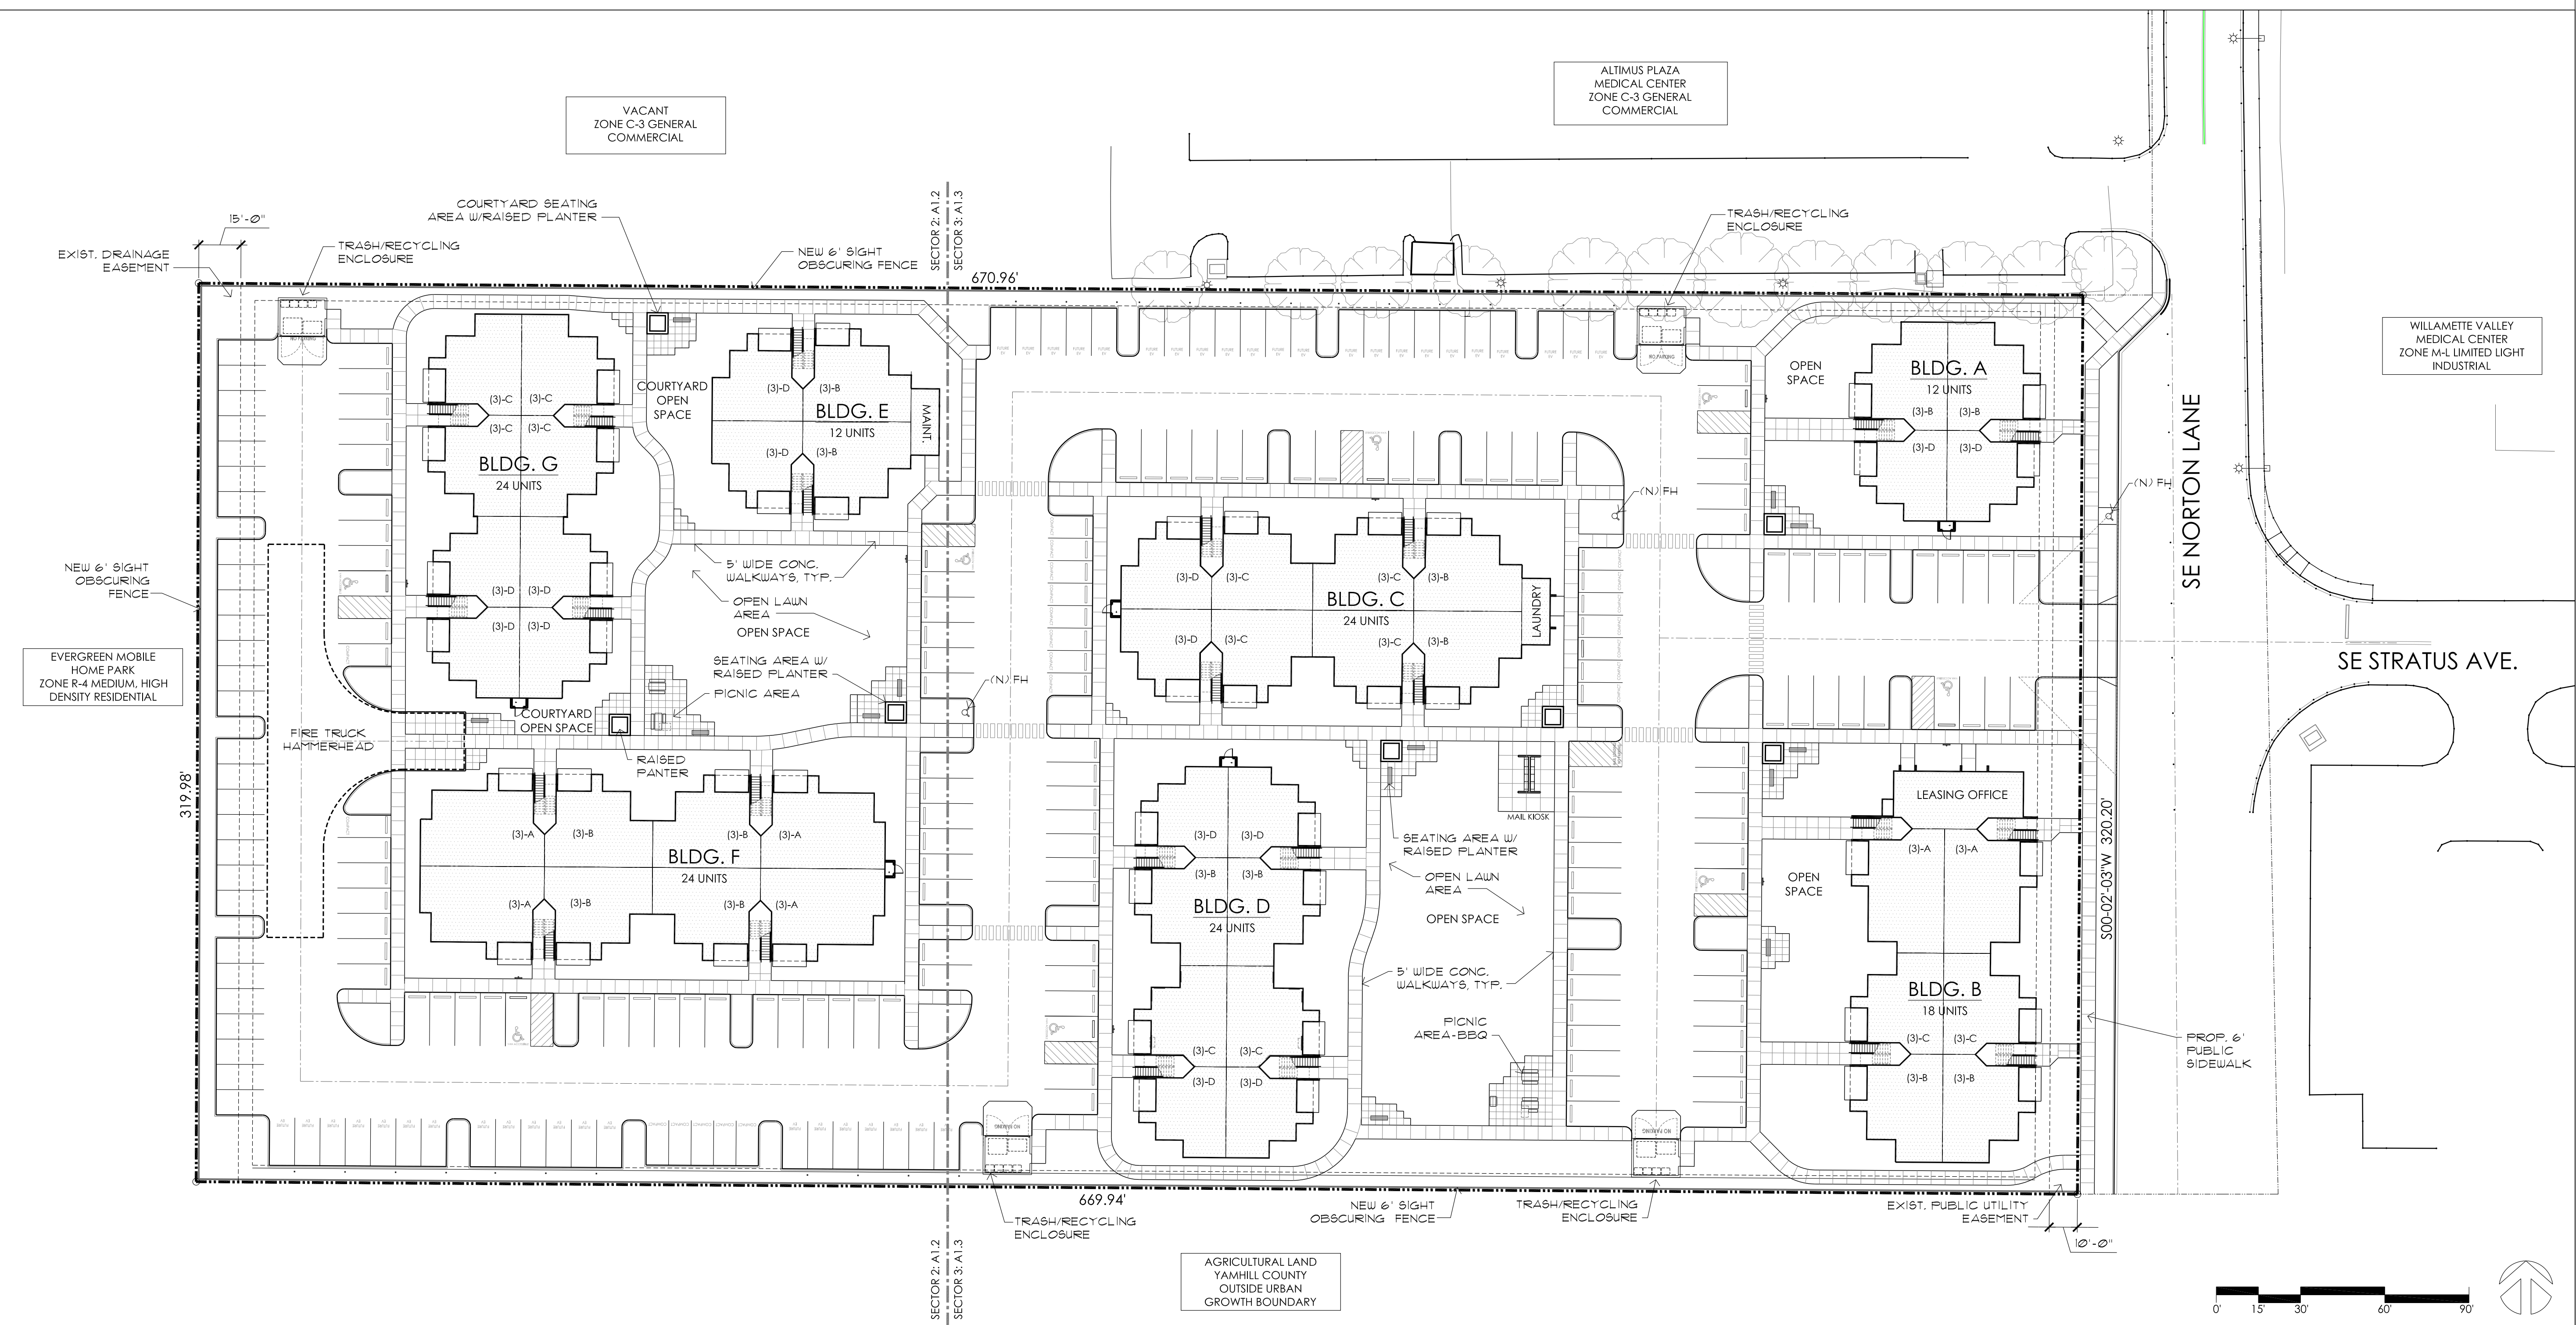 ALTIMUS PLAZA
MEDICAL CENTER
ZONE C-3 GENERAL
COMMERCIAL
VACANT
ZONE C-3 GENERAL
COMMERCIAL
COURTYARD SEATING
AREA W/RAISED PLANTER
SECTOR 2: A1.2
SECTOR 3: A1.3
TRASH/RECYCLING
ENCLOSURE
15'-0"
EXIST. DRAINAGE
EASEMENT
TRASH/RECYCLING
ENCLOSURE
NEW 6' SIGHT
OBSCURING FENCE
670.96'
WILLAMETTE VALLEY
MEDICAL CENTER
ZONE M-L LIMITED LIGHT
INDUSTRIAL
NO PARKING
NO PARKING
OPEN
SPACE
BLDG. A
12 UNITS
(3)-B
(3)-B
(3)-D
(3)-D
COURTYARD
OPEN
SPACE
(3)-D
(3)-B
BLDG. E
12 UNITS
(3)-D
(3)-B
MAINT.
(3)-C
(3)-C
(3)-C
(3)-C
BLDG. G
24 UNITS
(3)-D
(3)-D
(3)-D
(3)-D
SE NORTON LANE
(N) FH
(N) FH
NEW 6' SIGHT
OBSCURING
FENCE
5' WIDE CONC.
WALKWAYS, TYP.
OPEN LAWN
AREA
OPEN SPACE
SEATING AREA W/
RAISED PLANTER
PICNIC AREA
(N) FH
(3)-D
(3)-C
(3)-C
(3)-B
BLDG. C
24 UNITS
(3)-D
(3)-C
(3)-C
(3)-B
LAUNDRY
SE STRATUS AVE.
EVERGREEN MOBILE
HOME PARK
ZONE R-4 MEDIUM, HIGH
DENSITY RESIDENTIAL
COURTYARD
OPEN SPACE
FIRE TRUCK
HAMMERHEAD
RAISED
PANTER
319.98'
(3)-A
(3)-B
(3)-B
(3)-A
BLDG. F
24 UNITS
(3)-A
(3)-B
(3)-B
(3)-A
(3)-D
(3)-D
(3)-B
(3)-B
BLDG. D
24 UNITS
(3)-C
(3)-C
(3)-D
(3)-D
MAIL KIOSK
SEATING AREA W/
RAISED PLANTER
OPEN LAWN
AREA
OPEN SPACE
5' WIDE CONC.
WALKWAYS, TYP.
PICNIC
AREA-BBQ
LEASING OFFICE
(3)-A
(3)-A
OPEN
SPACE
BLDG. B
18 UNITS
(3)-C
(3)-C
(3)-B
(3)-B
S00-02'-03"W 320.20'
PROP. 6'
PUBLIC
SIDEWALK
NO PARKING
NO PARKING
669.94'
TRASH/RECYCLING
ENCLOSURE
NEW 6' SIGHT
OBSCURING FENCE
TRASH/RECYCLING
ENCLOSURE
EXIST. PUBLIC UTILITY
EASEMENT
10'-0"
SECTOR 2: A1.2
SECTOR 3: A1.3
AGRICULTURAL LAND
YAMHILL COUNTY
OUTSIDE URBAN
GROWTH BOUNDARY
0' 15' 30' 60' 90'